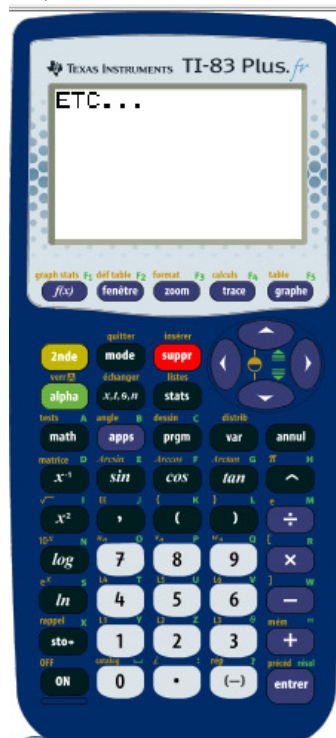 TEXAS INSTRUMENTS TI-83 Plus.fr
ETC...
graph stats F1 déf table F2 format F3 calculs F4 table F5
f(x) fenêtre zoom trace graphe
quitter insérer
2nde mode suppr
verr A échanger listes
alpha x,t,θ,n stats
tests A angle B dessin C distrib
math apps prgm var annul
matrice D Arcsin E Arccos F Arctan G π H
x⁻¹ sin cos tan ^
√ I J { K } L e M
x² , ( ) ÷
10ˣ N O P Q [ R
log 7 8 9 ×
eˣ S L4 T L5 U L6 V ] W
ln 4 5 6 −
rappel X L1 Y L2 Z L3 θ mém "
sto→ 1 2 3 +
OFF catalog i : rép ? précéd résol
ON 0 . (−) entrer